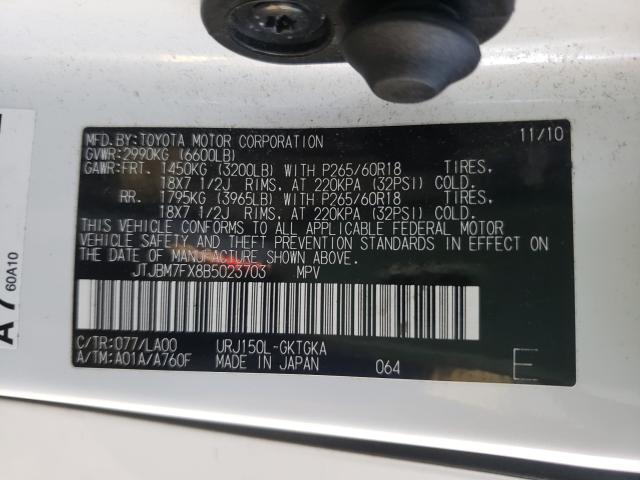 MFD.BY:TOYOTA MOTOR CORPORATION 11/10
GVWR:2990KG (6600LB)
GAWR:FRT. 1450KG (3200LB) WITH P265/60R18 TIRES,
18X7 1/2J RIMS, AT 220KPA (32PSI) COLD.
RR. 1795KG (3965LB) WITH P265/60R18 TIRES,
18X7 1/2J RIMS, AT 220KPA (32PSI) COLD.
THIS VEHICLE CONFORMS TO ALL APPLICABLE FEDERAL MOTOR
VEHICLE SAFETY AND THEFT PREVENTION STANDARDS IN EFFECT ON
THE DATE OF MANUFACTURE SHOWN ABOVE.
JTJBM7FX8B5023703 MPV
C/TR:077/LA00 URJ150L-GKTGKA
A/TM:A01A/A760F MADE IN JAPAN 064 E
A7
60A10